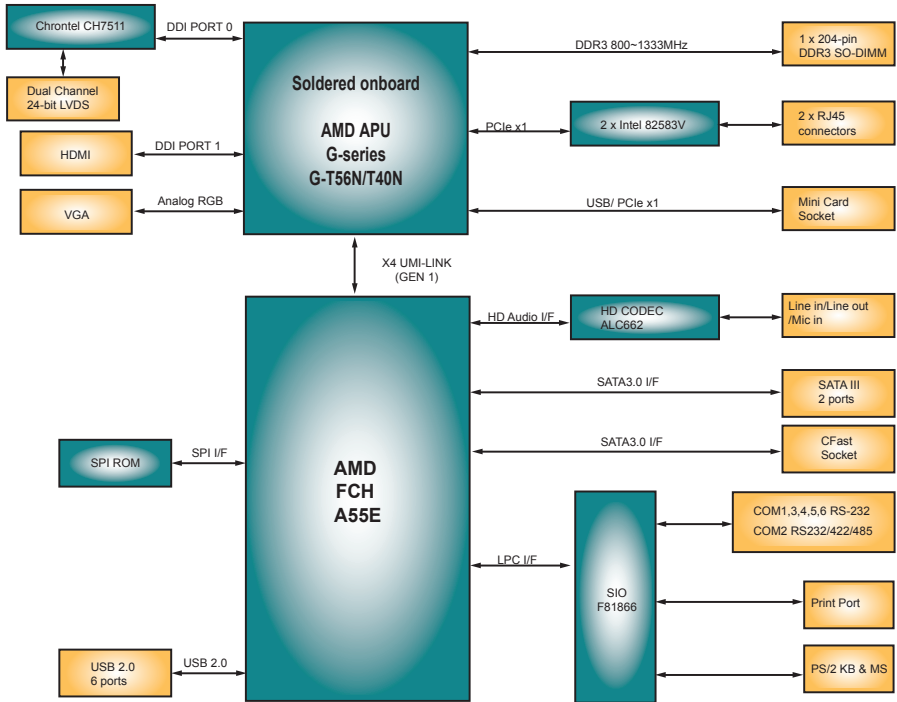 Chrontel CH7511
DDI PORT 0
Dual Channel
24-bit LVDS
HDMI
DDI PORT 1
VGA
Analog RGB
Soldered onboard
AMD APU
G-series
G-T56N/T40N
DDR3 800~1333MHz
1 x 204-pin
DDR3 SO-DIMM
PCIe x1
2 x Intel 82583V
2 x RJ45
connectors
USB/ PCIe x1
Mini Card
Socket
X4 UMI-LINK
(GEN 1)
AMD
FCH
A55E
HD Audio I/F
HD CODEC
ALC662
Line in/Line out
/Mic in
SATA3.0 I/F
SATA III
2 ports
SATA3.0 I/F
CFast
Socket
SPI ROM
SPI I/F
LPC I/F
SIO
F81866
COM1,3,4,5,6 RS-232
COM2 RS232/422/485
Print Port
PS/2 KB & MS
USB 2.0
6 ports
USB 2.0